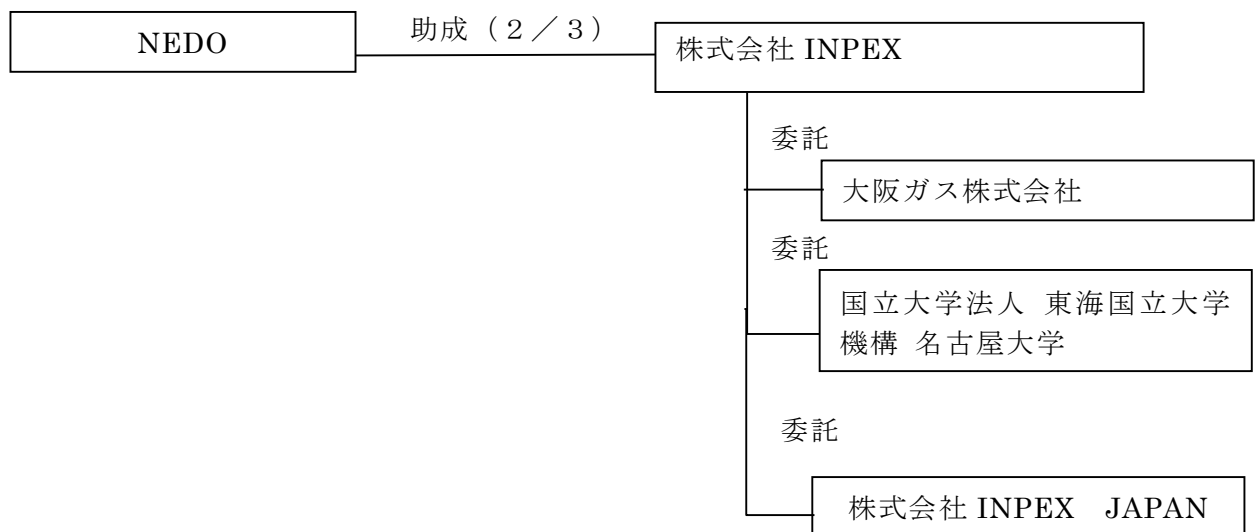 NEDO
助成（２／３）
株式会社 INPEX
委託
大阪ガス株式会社
委託
国立大学法人 東海国立大学
機構 名古屋大学
委託
株式会社 INPEX　JAPAN